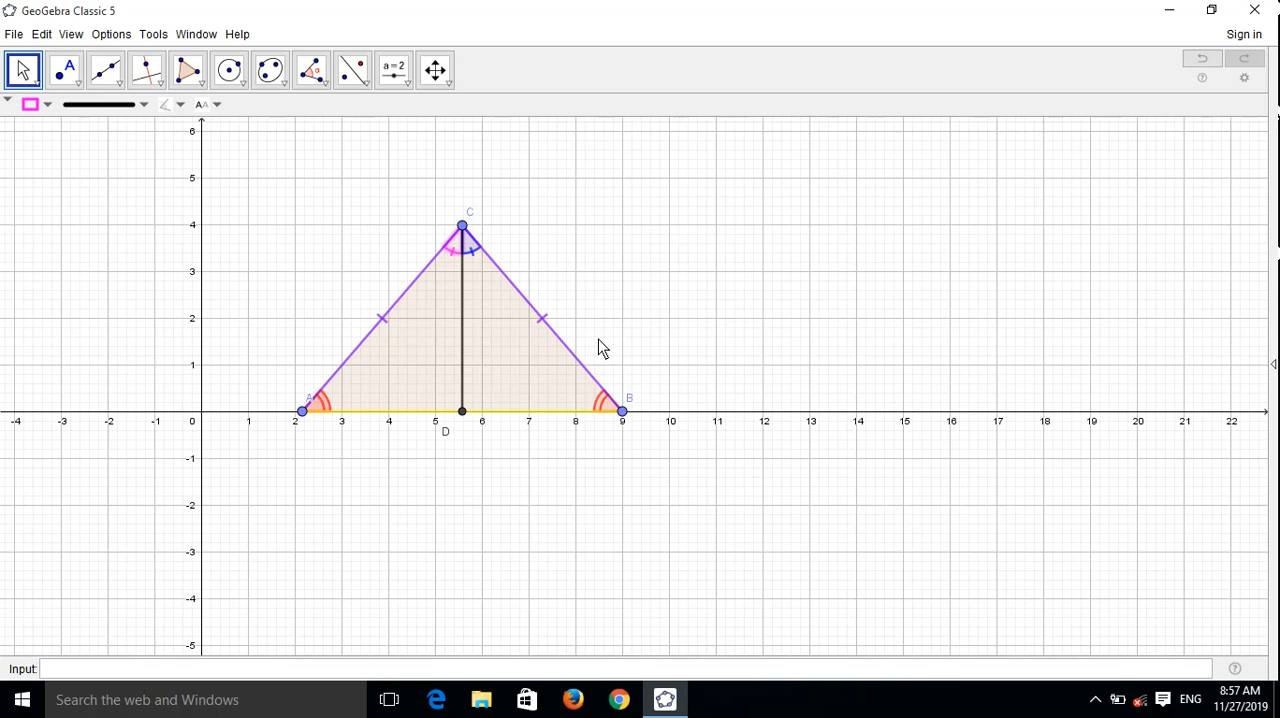 GeoGebra Classic 5
File Edit View Options Tools Window Help Sign in
A α a = 2
AA
6
5
C
4
3
2
1
A B
-4 -3 -2 -1 0 1 2 3 4 5 6 7 8 9 10 11 12 13 14 15 16 17 18 19 20 21 22
D
-1
-2
-3
-4
-5
Input:
Search the web and Windows
ENG 8:57 AM
11/27/2019